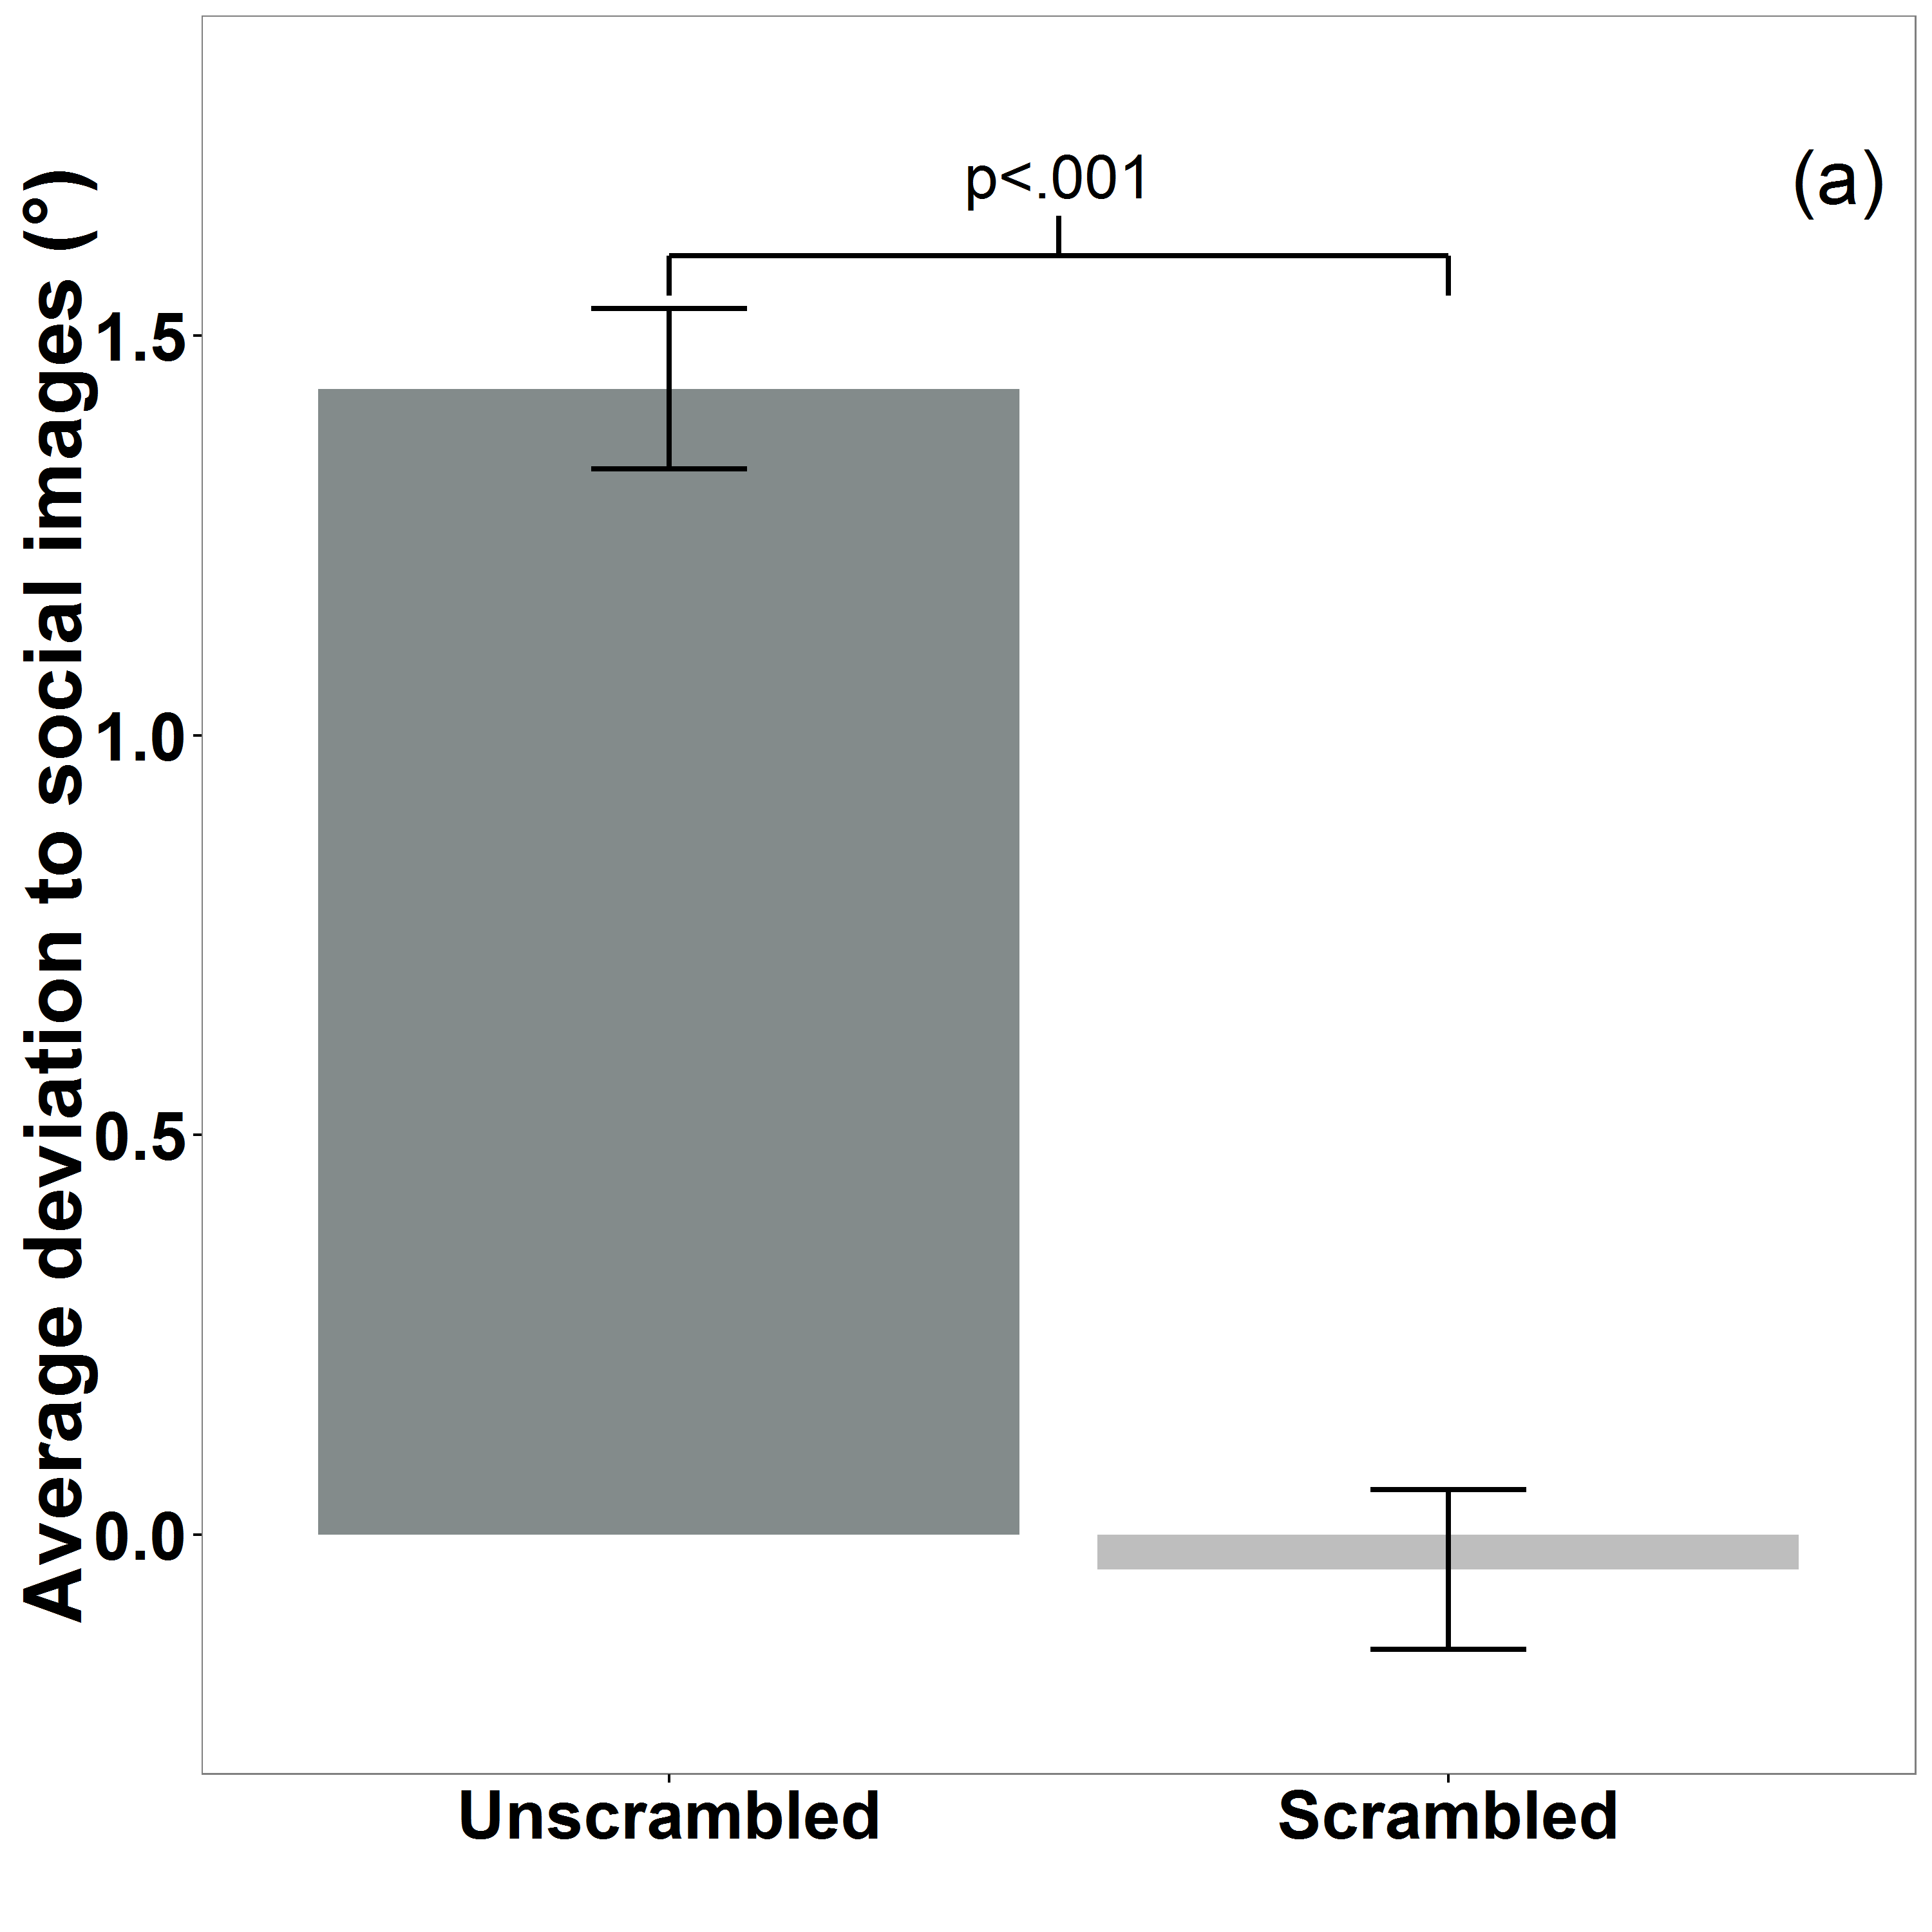 p<.001
(a)
Average deviation to social images (°)
1.5
1.0
0.5
0.0
Unscrambled
Scrambled